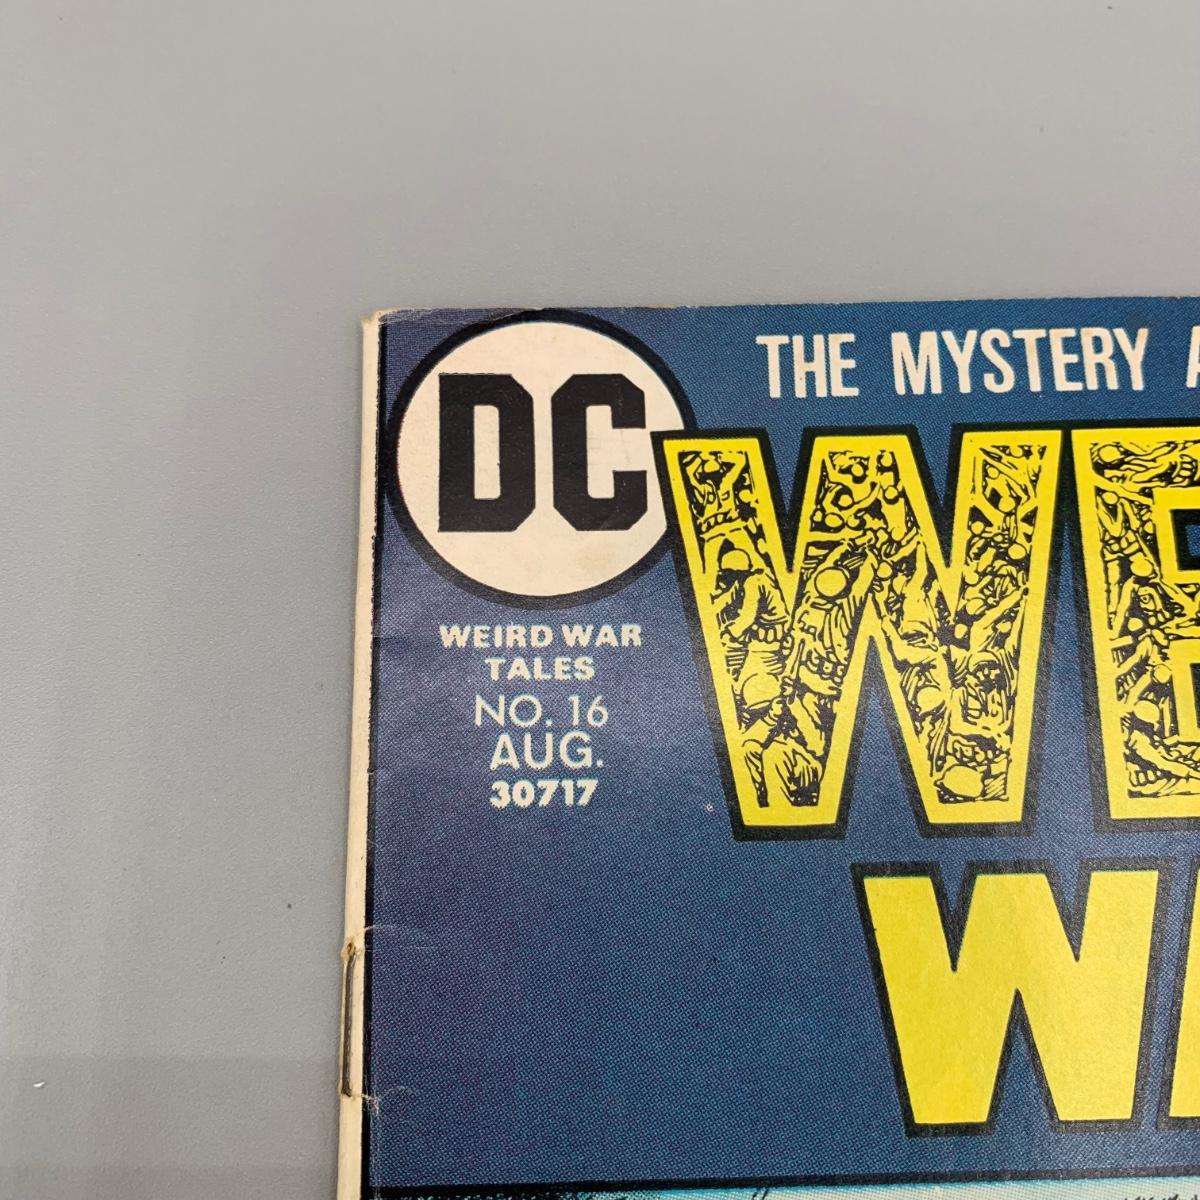 DC
THE MYSTERY
WEIRD WAR
TALES
NO. 16
AUG.
30717